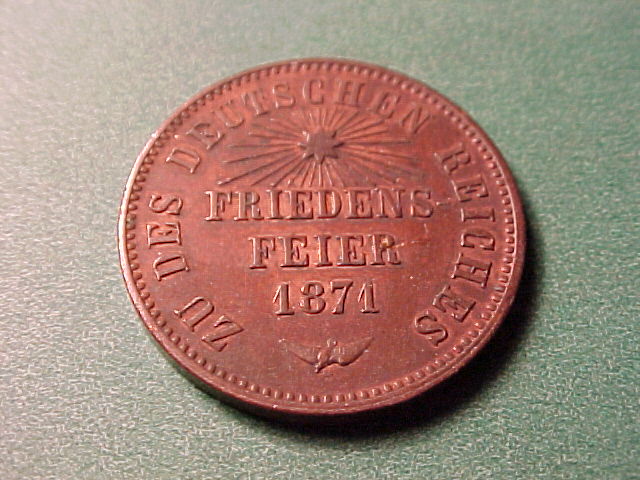 ZU DES DEUTSCHEN REICHES
FRIEDENS-
FEIER
1871